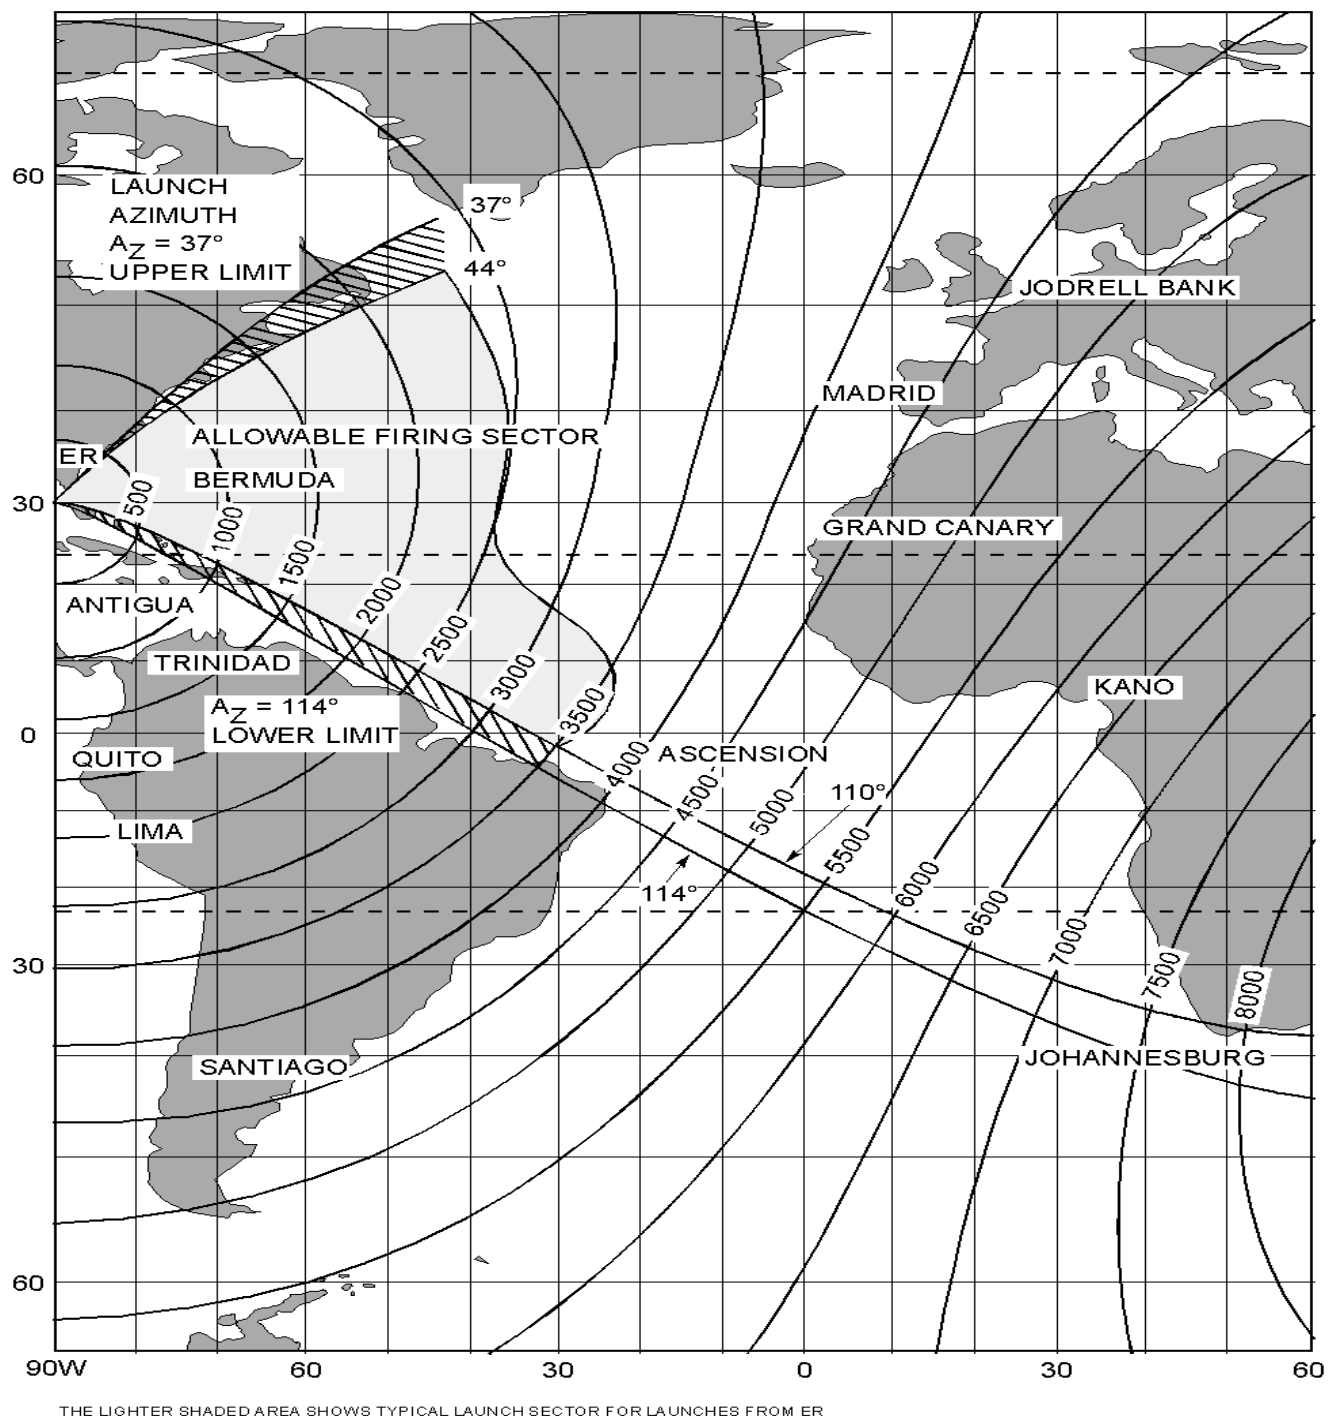 60
LAUNCH
AZIMUTH
AZ = 37°
UPPER LIMIT
37°
44°
JODRELL BANK
MADRID
ALLOWABLE FIRING SECTOR
ER
BERMUDA
30
500
1000
1500
2000
2500
3000
3500
4000
4500
5000
5500
6000
6500
7000
7500
8000
GRAND CANARY
ANTIGUA
TRINIDAD
KANO
AZ = 114°
LOWER LIMIT
0
QUITO
ASCENSION
110°
LIMA
114°
30
SANTIAGO
JOHANNESBURG
60
90W
60
30
0
30
60
THE LIGHTER SHADED AREA SHOWS TYPICAL LAUNCH SECTOR FOR LAUNCHES FROM ER